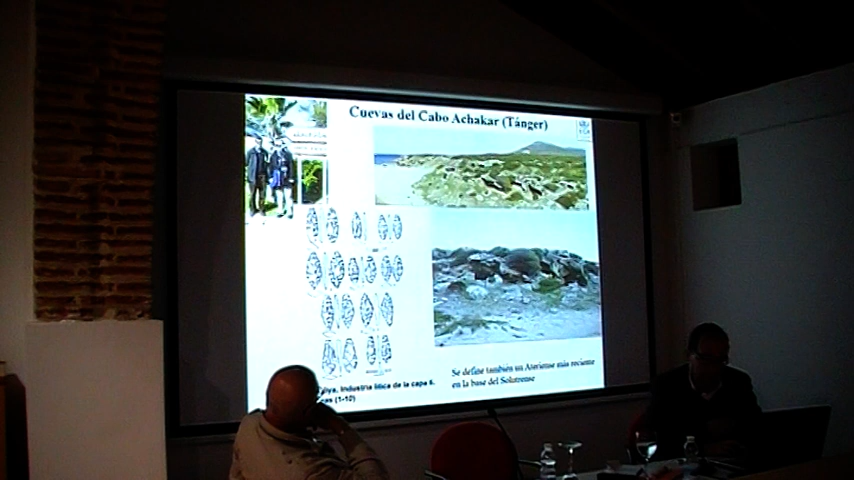 Cuevas del Cabo Achakar (Tánger)
Industria lítica de la capa 6.
(1-10)
Se define también un Ateriense más reciente
en la base del Solutrense